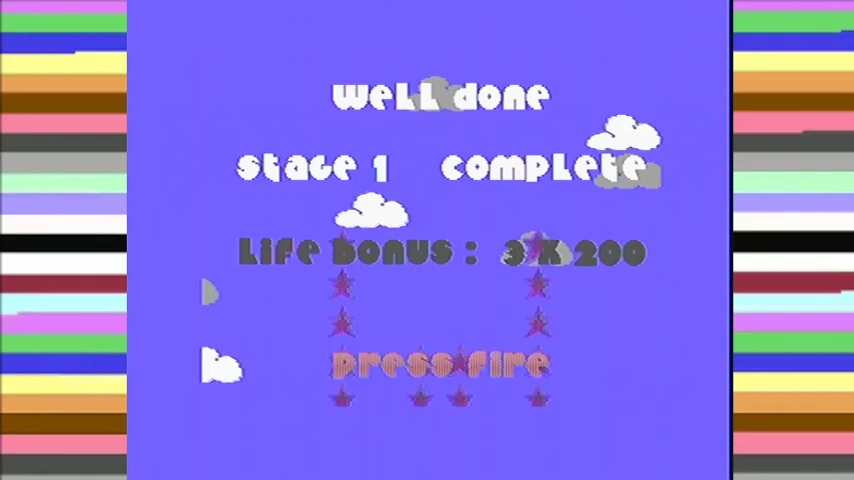 well done
stage 1 complete
Life bonus : 3 x 200
press fire